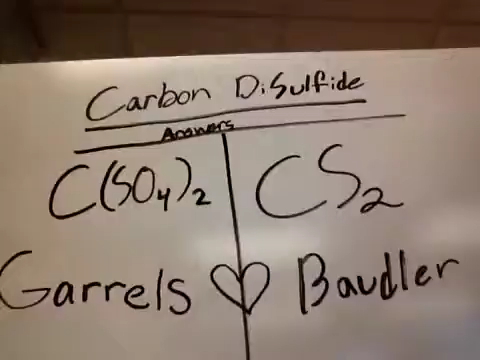 Carbon DiSulfide
Answers
C(SO4)2 CS2
Garrels ♡ Baudler